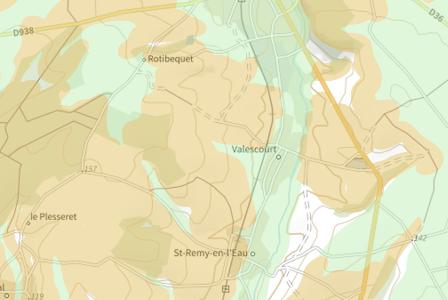 D938
D36
Rotibequet
Valescourt
157
le Plesseret
142
St-Remy-en-l'Eau
119